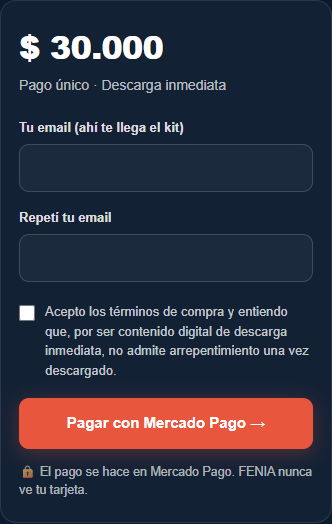 $ 30.000
Pago único · Descarga inmediata
Tu email (ahí te llega el kit)
Repetí tu email
Acepto los términos de compra y entiendo
que, por ser contenido digital de descarga
inmediata, no admite arrepentimiento una vez
descargado.
Pagar con Mercado Pago →
🔒 El pago se hace en Mercado Pago. FENIA nunca
ve tu tarjeta.